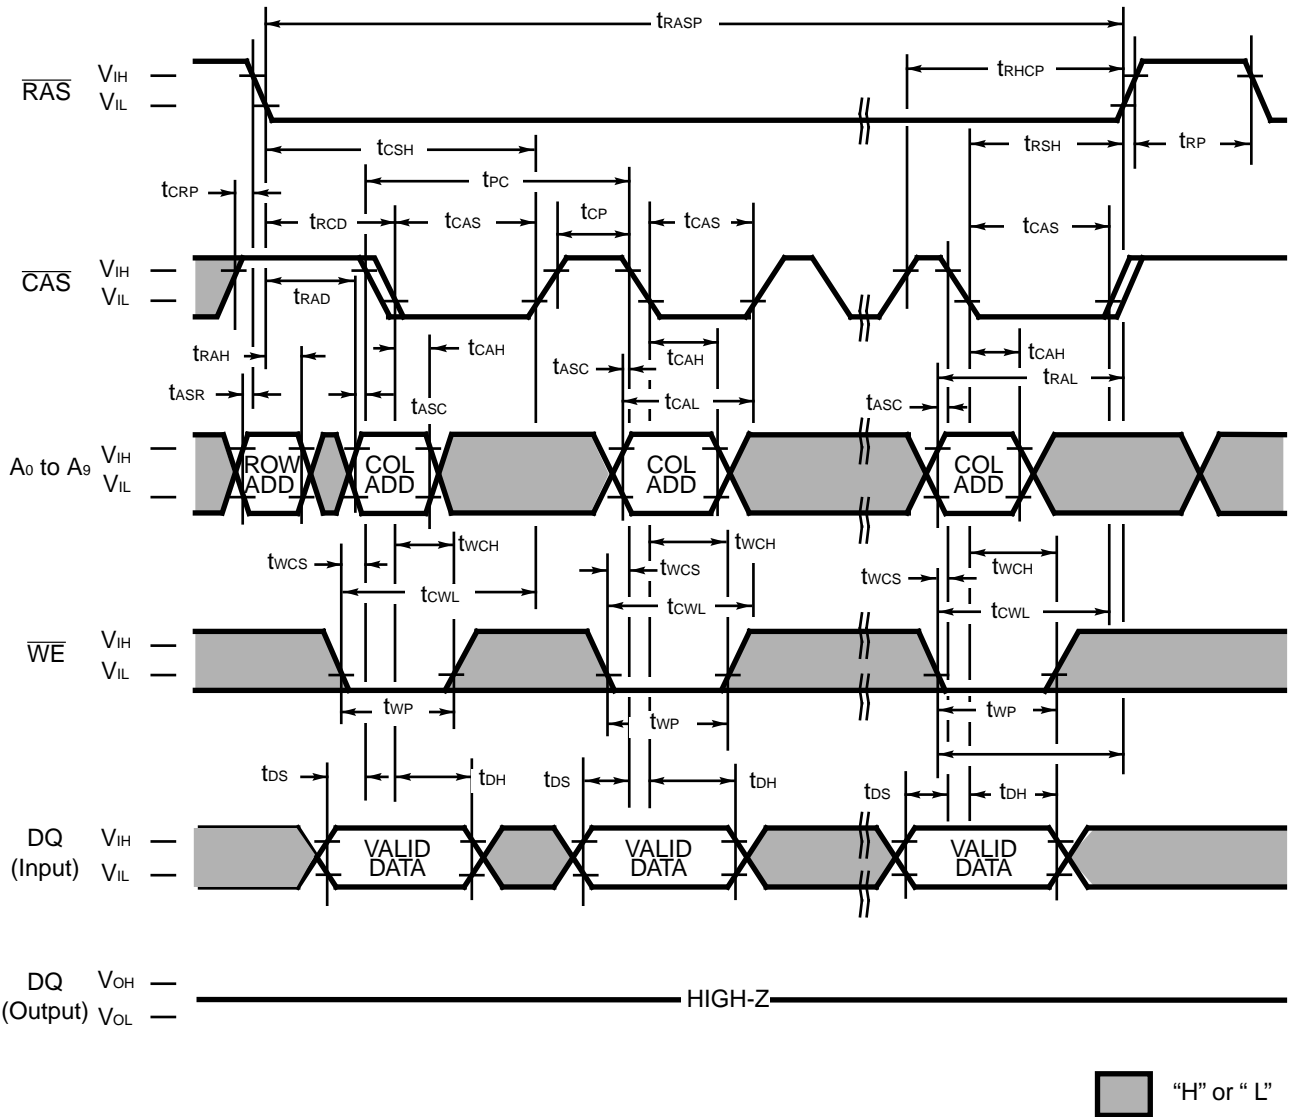 tRASP
RAS VIH
VIL
tRHCP
tCSH
tRSH
tRP
tCRP
tPC
tRCD
tCAS
tCP
tCAS
tCAS
CAS VIH
VIL
tRAD
tRAH
tCAH
tCAH
tCAH
tASR
tASC
tASC
tCAL
tRAL
tASC
A0 to A9 VIH
VIL
ROW ADD
COL ADD
COL ADD
COL ADD
tWCS
tWCH
tWCS
tWCH
tWCS
tWCH
tCWL
tCWL
tCWL
WE VIH
VIL
tWP
tWP
tWP
tDS
tDH
tDS
tDH
tDS
tDH
DQ (Input) VIH
VIL
VALID DATA
VALID DATA
VALID DATA
DQ (Output) VOH
VOL
HIGH-Z
“H” or “ L”